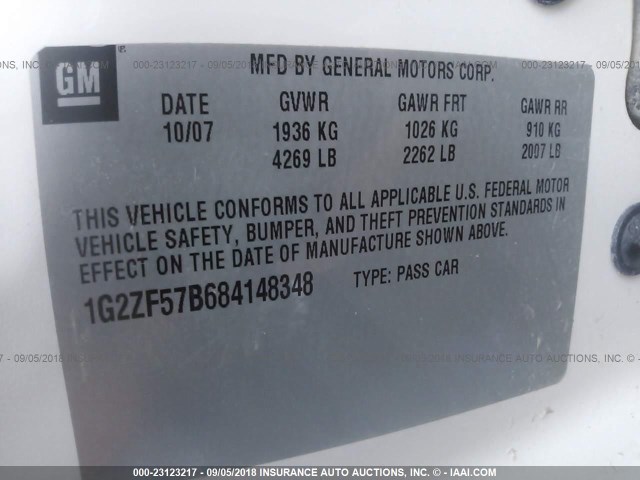 GM
MFD BY GENERAL MOTORS CORP.
DATE GVWR GAWR FRT GAWR RR
10/07 1936 KG 1026 KG 910 KG
4269 LB 2262 LB 2007 LB
THIS VEHICLE CONFORMS TO ALL APPLICABLE U.S. FEDERAL MOTOR
VEHICLE SAFETY, BUMPER, AND THEFT PREVENTION STANDARDS IN
EFFECT ON THE DATE OF MANUFACTURE SHOWN ABOVE.
1G2ZF57B684148348 TYPE: PASS CAR
000-23123217 - 09/05/2018 INSURANCE AUTO AUCTIONS, INC. - © - IAAI.COM